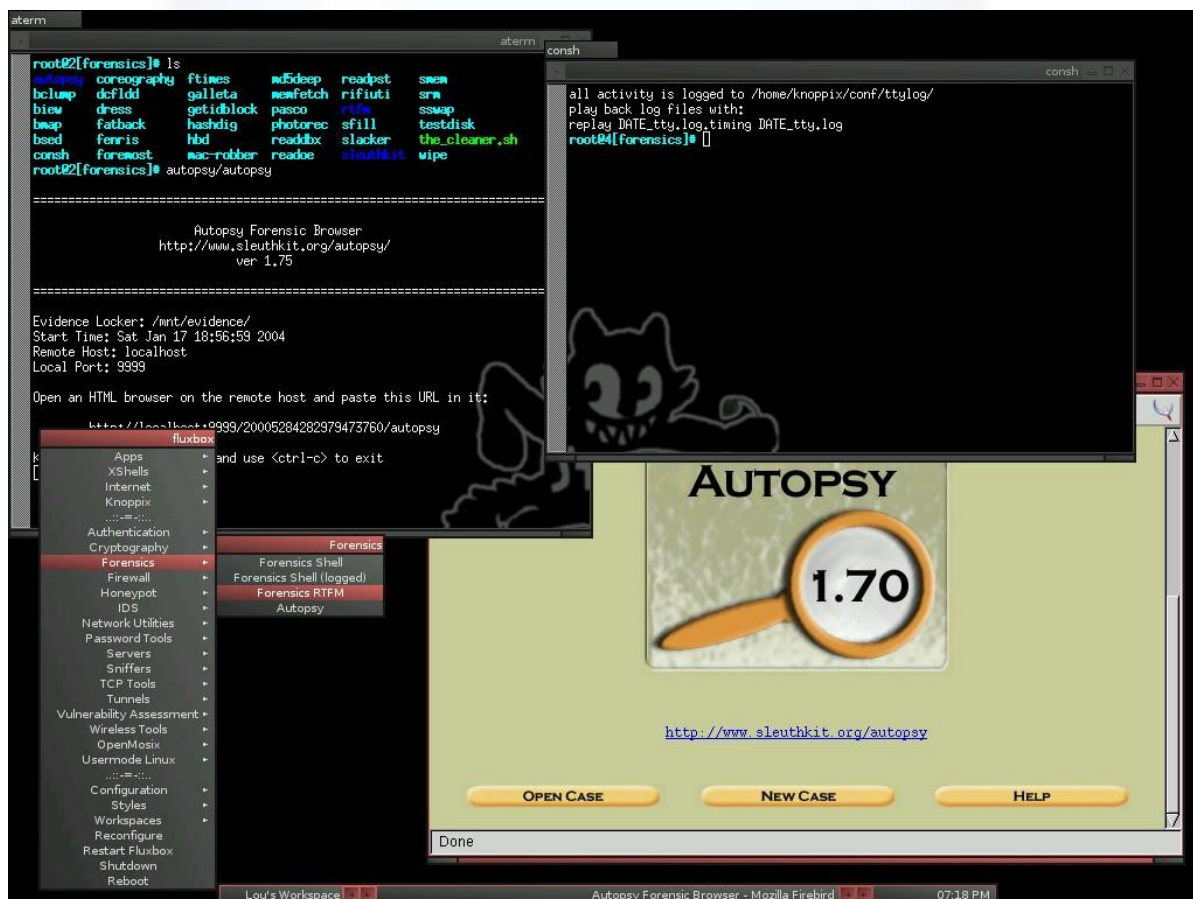 aterm
aterm
root@2[forensics]# ls
autopsy coreography ftimes md5deep readpst smem
bclump dcfldd galleta memfetch rifiuti srm
biew dress getidblock pasco rtfm sswap
bmap fatback hashdig photorec sfill testdisk
bsed fenris hbd readdbx slacker the_cleaner.sh
consh foremost mac-robber readoe sleuthkit wipe
root@2[forensics]# autopsy/autopsy
============================================================
Autopsy Forensic Browser
http://www.sleuthkit.org/autopsy/
ver 1.75
============================================================
Evidence Locker: /mnt/evidence/
Start Time: Sat Jan 17 18:56:59 2004
Remote Host: localhost
Local Port: 9999
Open an HTML browser on the remote host and paste this URL in it:
http://localhost:9999/20005284282979473760/autopsy
and use <ctrl-c> to exit
consh
consh
all activity is logged to /home/knoppix/conf/ttylog/
play back log files with:
replay DATE_tty.log.timing DATE_tty.log
root@4[forensics]#
fluxbox
Apps
XShells
Internet
Knoppix
..::-=-::..
Authentication
Cryptography
Forensics
Firewall
Honeypot
IDS
Network Utilities
Password Tools
Servers
Sniffers
TCP Tools
Tunnels
Vulnerability Assessment
Wireless Tools
OpenMosix
Usermode Linux
..::-=-::..
Configuration
Styles
Workspaces
Reconfigure
Restart Fluxbox
Shutdown
Reboot
Forensics
Forensics Shell
Forensics Shell (logged)
Forensics RTFM
Autopsy
AUTOPSY
1.70
http://www.sleuthkit.org/autopsy
OPEN CASE
NEW CASE
HELP
Done
Lou's Workspace
Autopsy Forensic Browser - Mozilla Firebird
07:18 PM